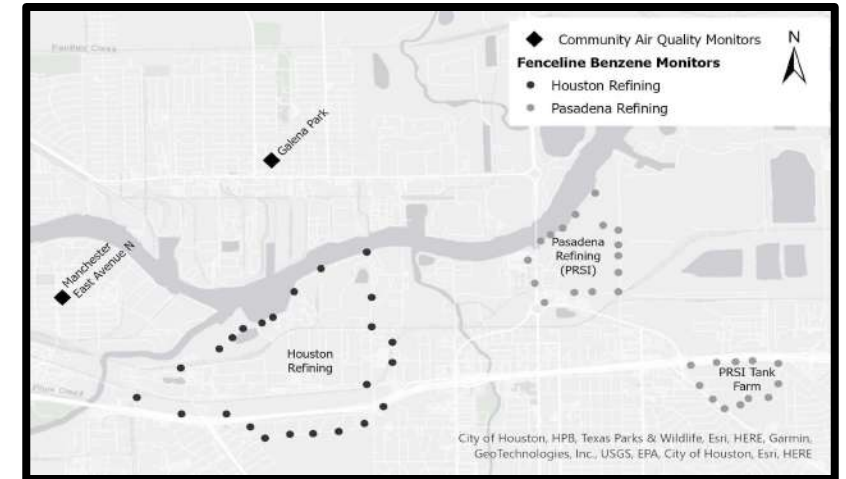 N
Community Air Quality Monitors
Fenceline Benzene Monitors
Houston Refining
Pasadena Refining
Galena Park
Manchester
East Avenue N
Pasadena
Refining
(PRSI)
Houston
Refining
PRSI Tank
Farm
City of Houston, HPB, Texas Parks & Wildlife, Esri, HERE, Garmin,
GeoTechnologies, Inc., USGS, EPA, City of Houston, Esri, HERE